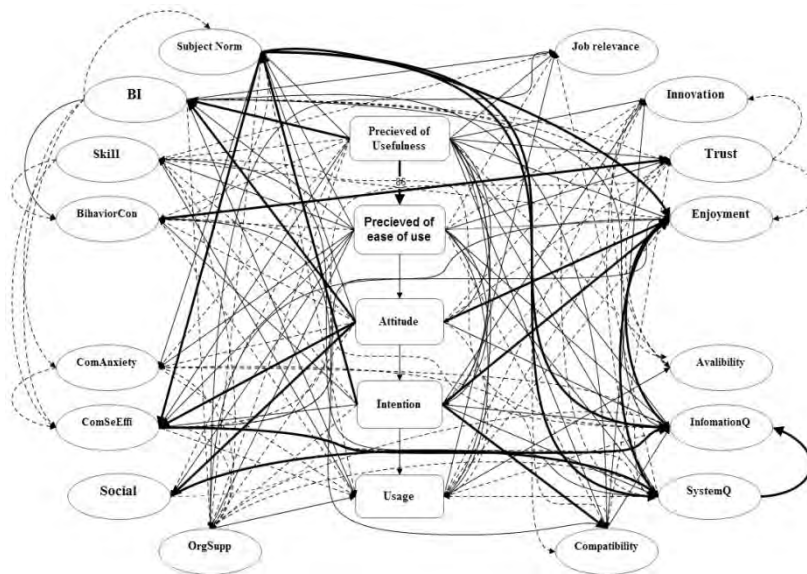 Subject Norm
Job relevance
BI
Innovation
Precieved of
Usefulness
Skill
Trust
BihaviorCon
Precieved of
ease of use
Enjoyment
Attitude
ComAnxiety
Avalibility
Intention
ComSeEffi
InfomationQ
Social
Usage
SystemQ
OrgSupp
Compatibility